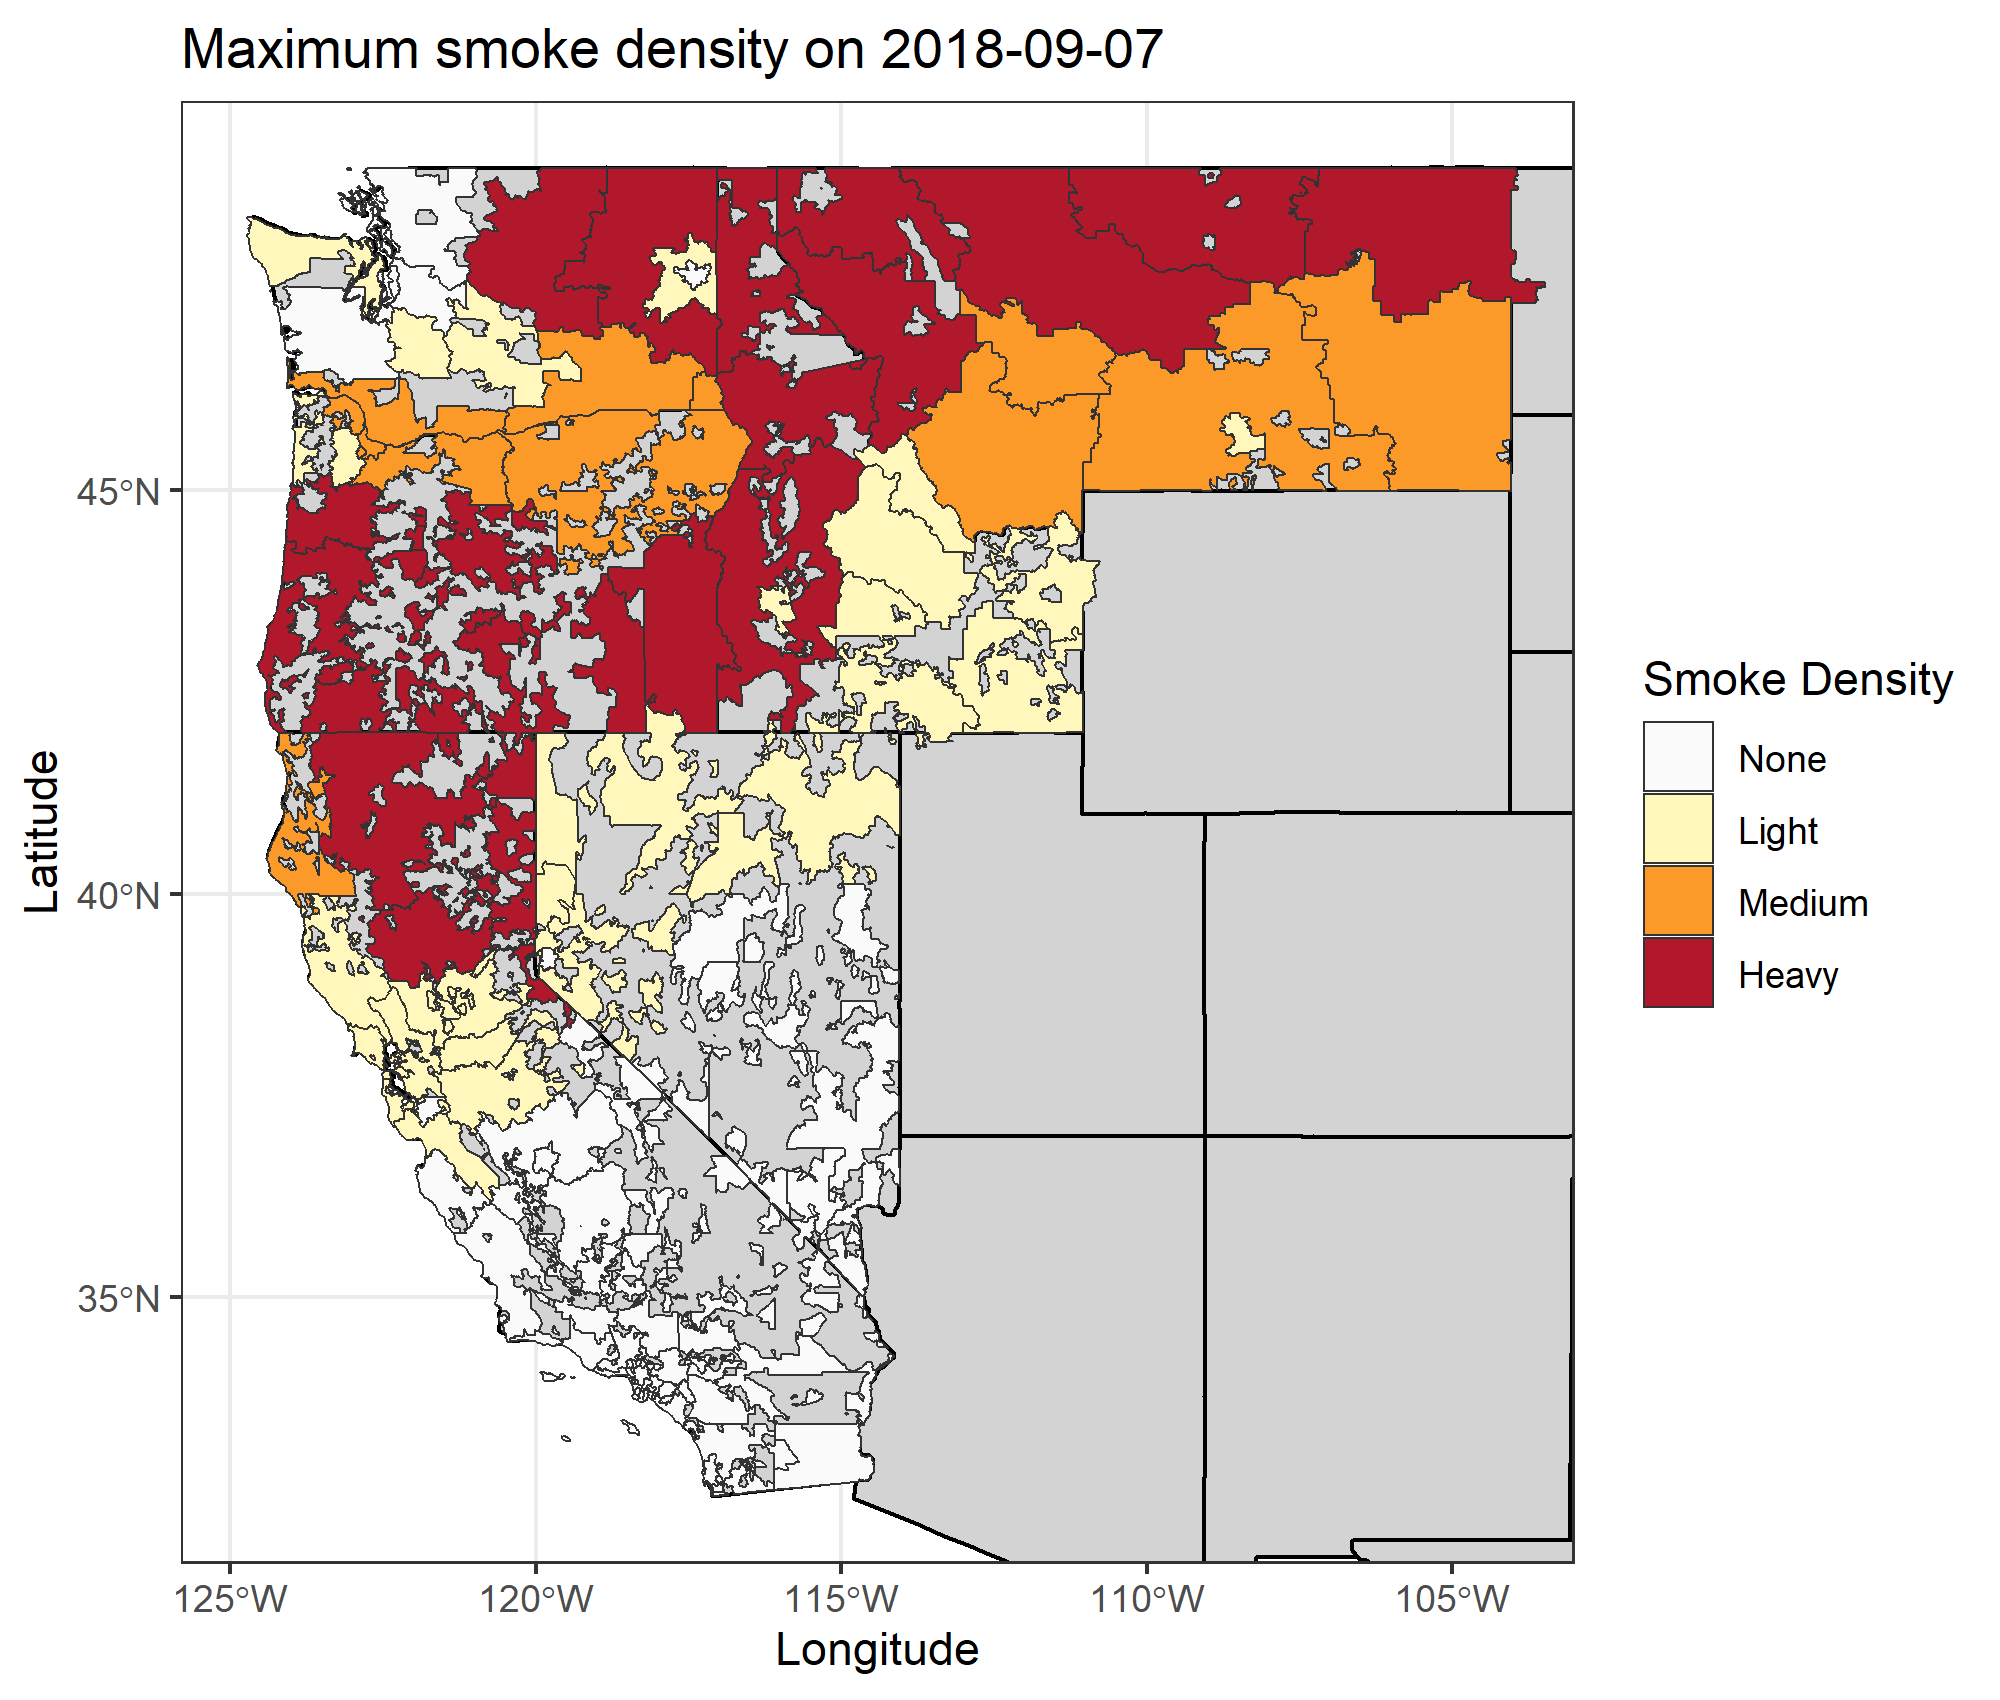 Maximum smoke density on 2018-09-07
Latitude
45°N
40°N
35°N
125°W
120°W
115°W
110°W
105°W
Longitude
Smoke Density
None
Light
Medium
Heavy